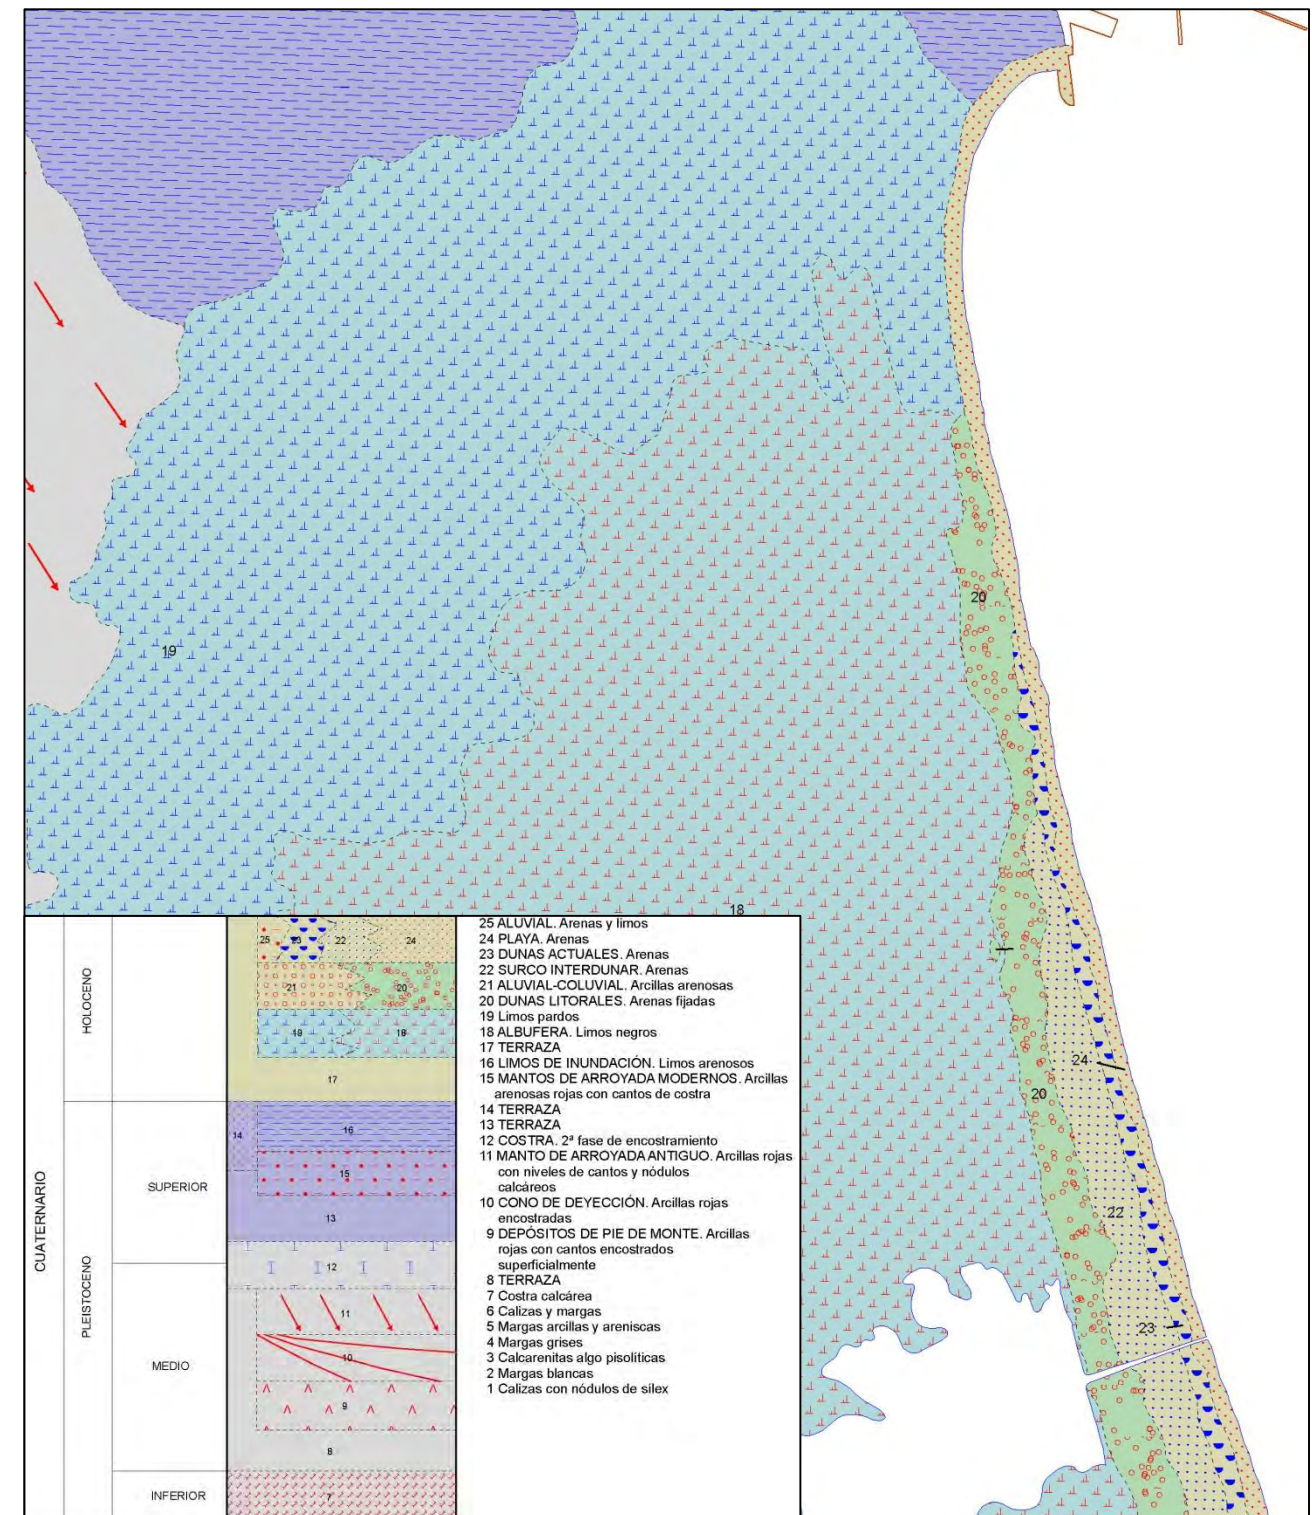 20
19
18
24
20
22
23
CUATERNARIO
HOLOCENO
PLEISTOCENO
SUPERIOR
MEDIO
INFERIOR
25 23 22 24
21 20
19 18
17
14 16
15
13
12
11
10
9
8
7
25 ALUVIAL. Arenas y limos
24 PLAYA. Arenas
23 DUNAS ACTUALES. Arenas
22 SURCO INTERDUNAR. Arenas
21 ALUVIAL-COLUVIAL. Arcillas arenosas
20 DUNAS LITORALES. Arenas fijadas
19 Limos pardos
18 ALBUFERA. Limos negros
17 TERRAZA
16 LIMOS DE INUNDACIÓN. Limos arenosos
15 MANTOS DE ARROYADA MODERNOS. Arcillas
arenosas rojas con cantos de costra
14 TERRAZA
13 TERRAZA
12 COSTRA. 2ª fase de encostramiento
11 MANTO DE ARROYADA ANTIGUO. Arcillas rojas
con niveles de cantos y nódulos
calcáreos
10 CONO DE DEYECCIÓN. Arcillas rojas
encostradas
9 DEPÓSITOS DE PIE DE MONTE. Arcillas
rojas con cantos encostrados
superficialmente
8 TERRAZA
7 Costra calcárea
6 Calizas y margas
5 Margas arcillas y areniscas
4 Margas grises
3 Calcarenitas algo pisolíticas
2 Margas blancas
1 Calizas con nódulos de sílex